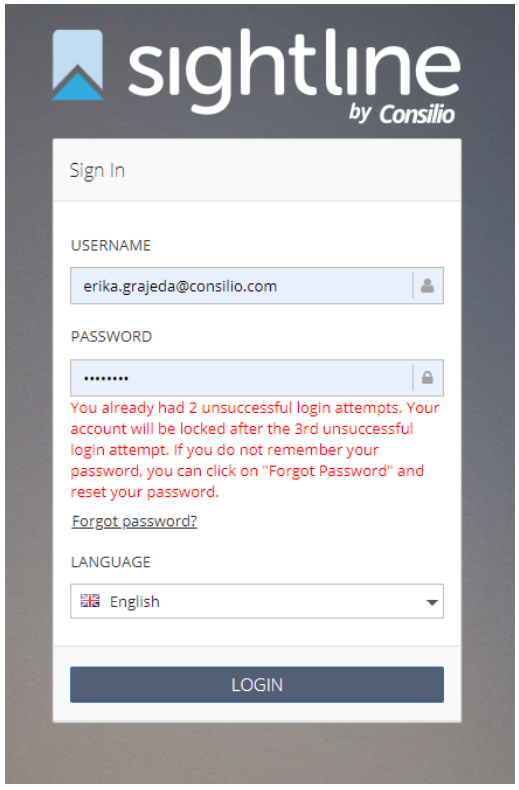 sightline
by Consilio
Sign In
USERNAME
erika.grajeda@consilio.com
PASSWORD
••••••••
You already had 2 unsuccessful login attempts. Your
account will be locked after the 3rd unsuccessful
login attempt. If you do not remember your
password, you can click on "Forgot Password" and
reset your password.
Forgot password?
LANGUAGE
English
LOGIN